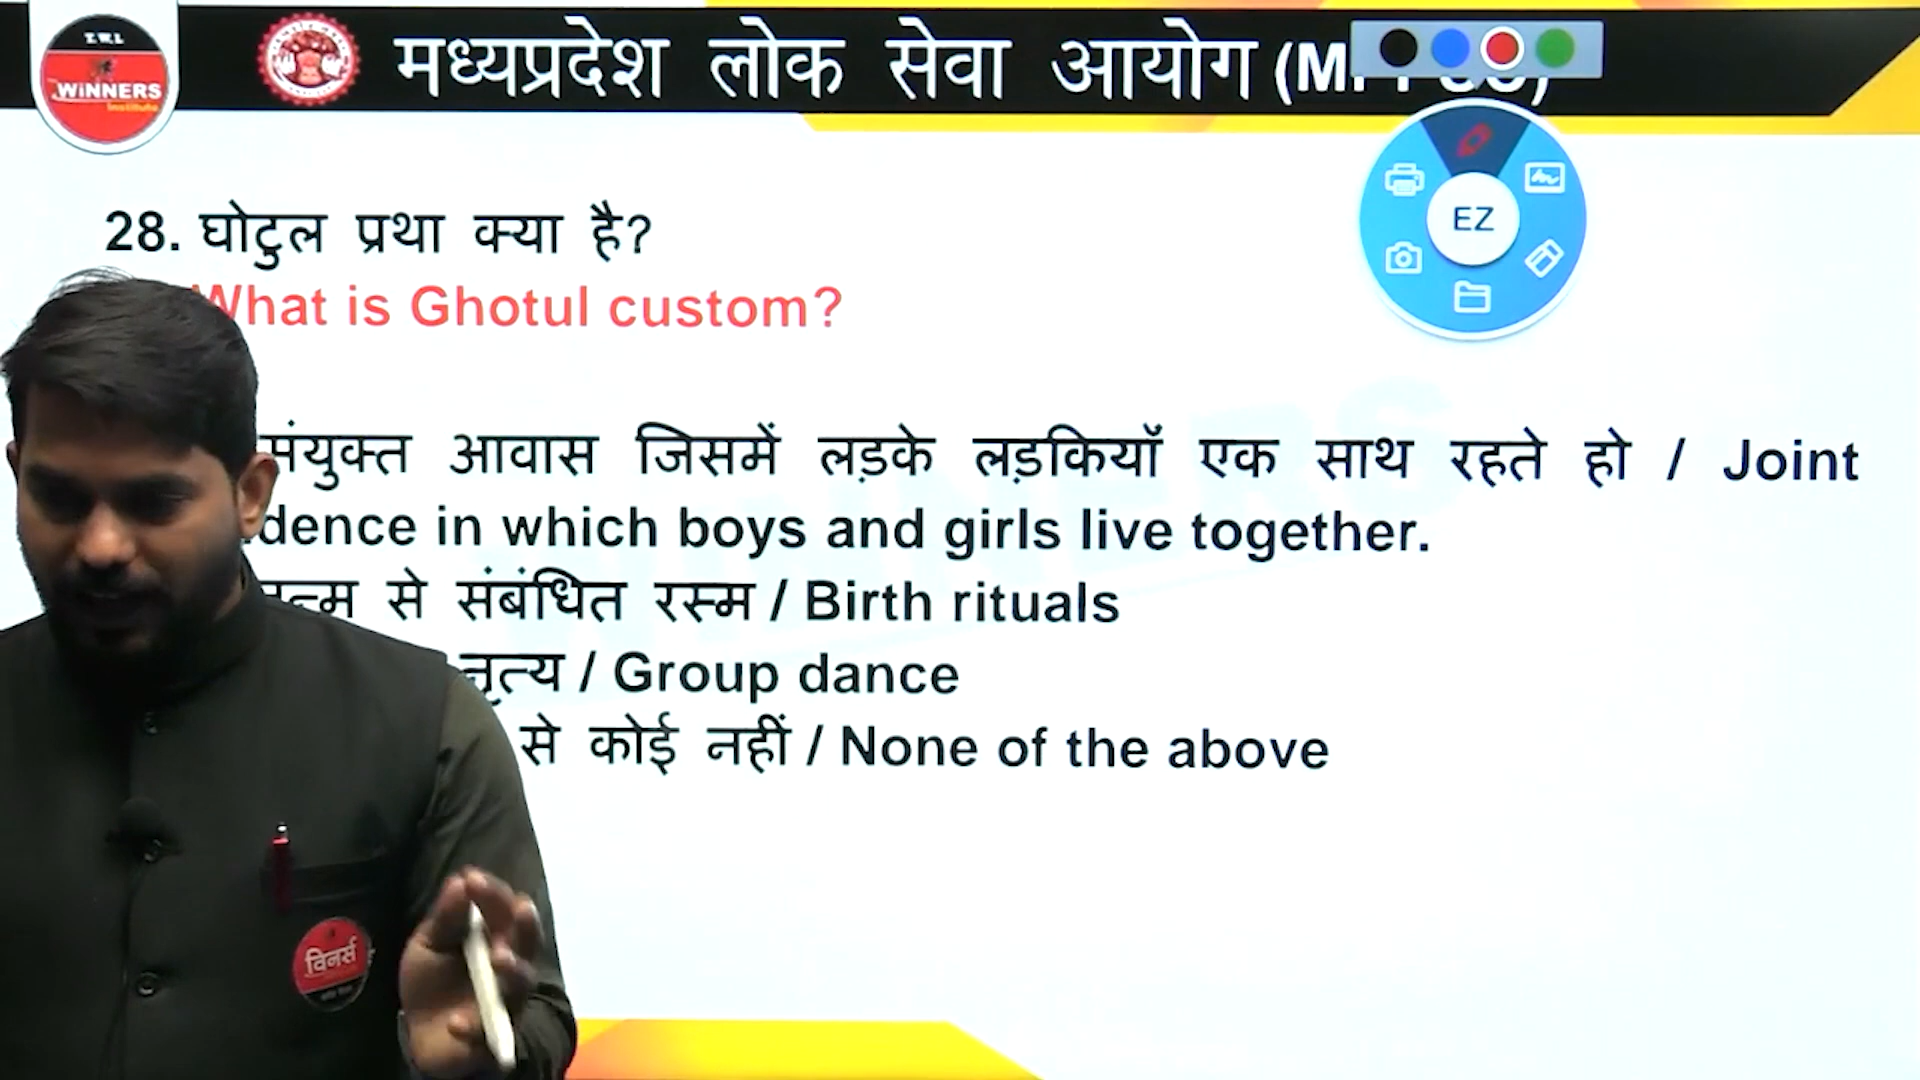 T.W.I.
WiNNERS
institute
मध्यप्रदेश लोक सेवा आयोग
28. घोटुल प्रथा क्या है?
What is Ghotul custom?
EZ
संयुक्त आवास जिसमें लड़के लड़कियाॅ एक साथ रहते हो / Joint
in which boys and girls live together.
से संबंधित रस्म / Birth rituals
नृत्य / Group dance
से कोई नहीं / None of the above
विनर्स